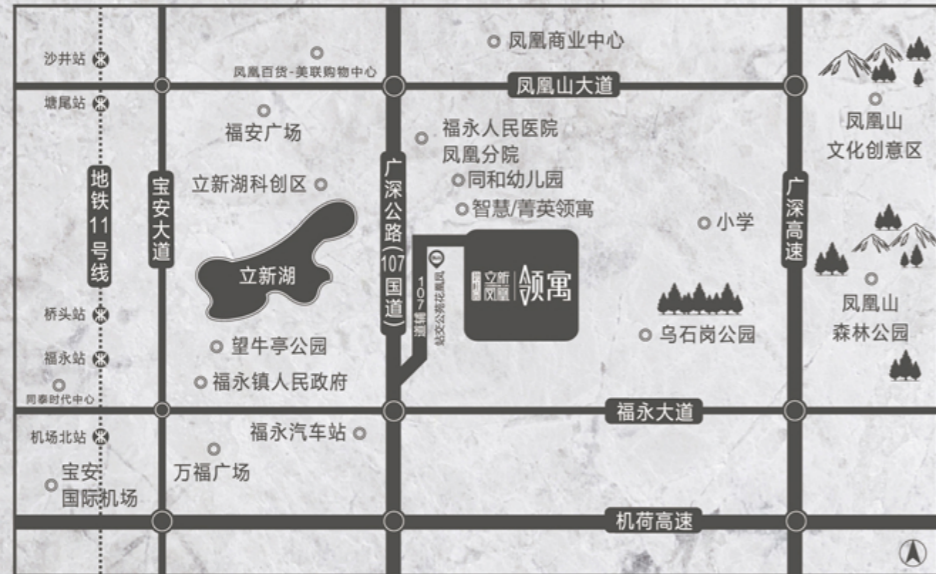 沙井站
塘尾站
地铁11号线
桥头站
福永站
同泰时代中心
机场北站
宝安
国际机场
宝安大道
凤凰百货-美联购物中心
福安广场
立新湖科创区
立新湖
望牛亭公园
福永镇人民政府
福永汽车站
万福广场
广深公路(107国道)
凤凰商业中心
凤凰山大道
福永人民医院
凤凰分院
同和幼儿园
智慧/菁英领寓
107
辅道
凤凰花苑公交站
立新
凤凰
领寓
小学
乌石岗公园
福永大道
机荷高速
广深高速
凤凰山
文化创意区
凤凰山
森林公园